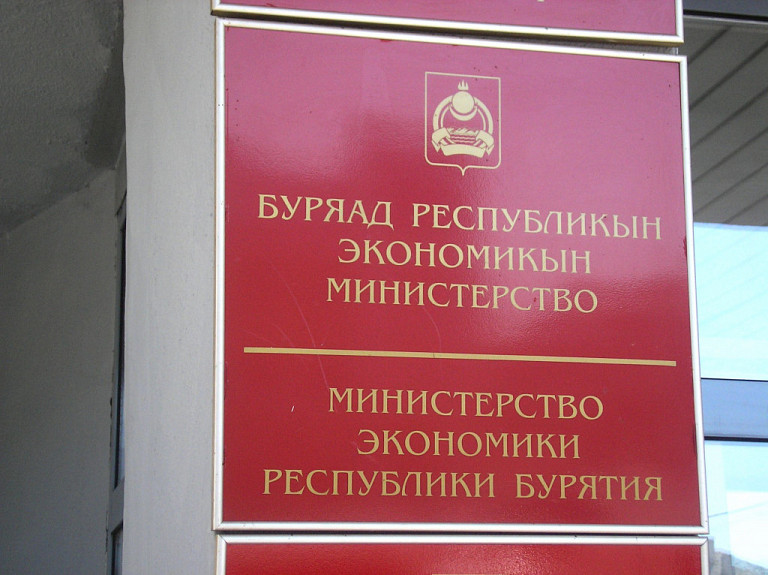 БУРЯАД РЕСПУБЛИКЫН
ЭКОНОМИКЫН
МИНИСТЕРСТВО
МИНИСТЕРСТВО
ЭКОНОМИКИ
РЕСПУБЛИКИ БУРЯТИЯ